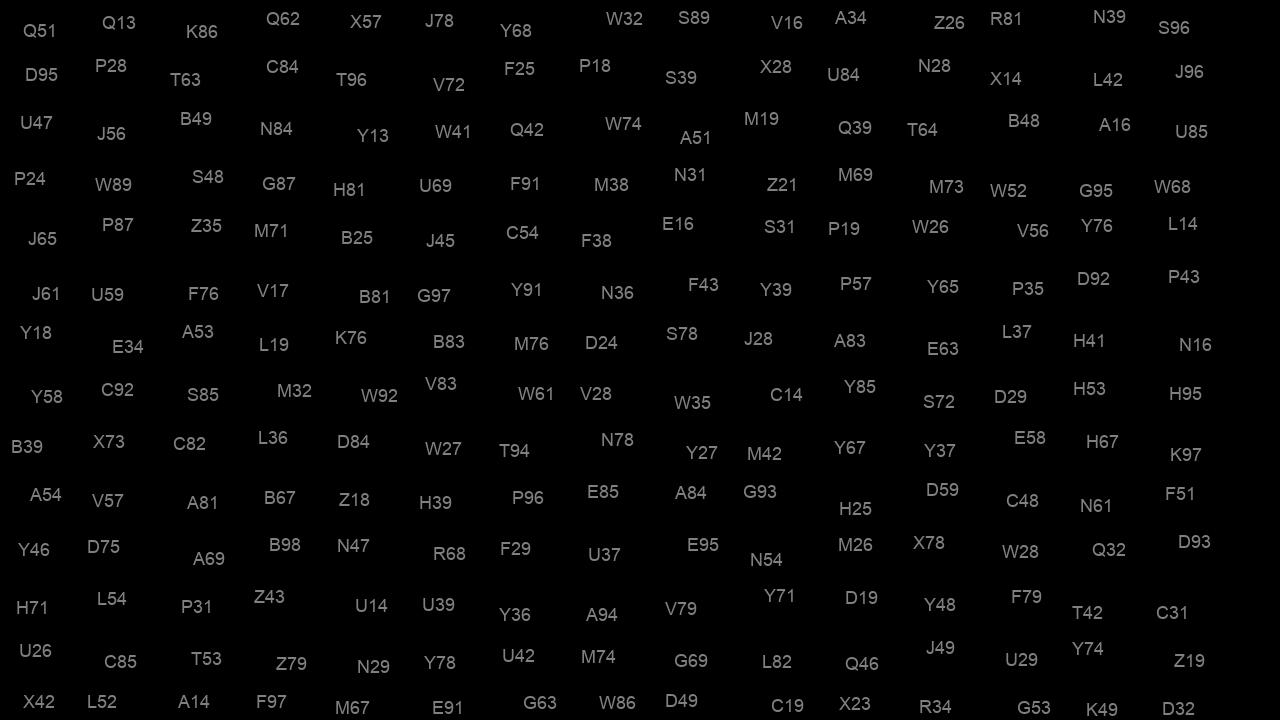 Q51 Q13 K86 Q62 X57 J78 Y68 W32 S89 V16 A34 Z26 R81 N39 S96
D95 P28 T63 C84 T96 V72 F25 P18 S39 X28 U84 N28 X14 L42 J96
U47 J56 B49 N84 Y13 W41 Q42 W74 A51 M19 Q39 T64 B48 A16 U85
P24 W89 S48 G87 H81 U69 F91 M38 N31 Z21 M69 M73 W52 G95 W68
J65 P87 Z35 M71 B25 J45 C54 F38 E16 S31 P19 W26 V56 Y76 L14
J61 U59 F76 V17 B81 G97 Y91 N36 F43 Y39 P57 Y65 P35 D92 P43
Y18 E34 A53 L19 K76 B83 M76 D24 S78 J28 A83 E63 L37 H41 N16
Y58 C92 S85 M32 W92 V83 W61 V28 W35 C14 Y85 S72 D29 H53 H95
B39 X73 C82 L36 D84 W27 T94 N78 Y27 M42 Y67 Y37 E58 H67 K97
A54 V57 A81 B67 Z18 H39 P96 E85 A84 G93 H25 D59 C48 N61 F51
Y46 D75 A69 B98 N47 R68 F29 U37 E95 N54 M26 X78 W28 Q32 D93
H71 L54 P31 Z43 U14 U39 Y36 A94 V79 Y71 D19 Y48 F79 T42 C31
U26 C85 T53 Z79 N29 Y78 U42 M74 G69 L82 Q46 J49 U29 Y74 Z19
X42 L52 A14 F97 M67 E91 G63 W86 D49 C19 X23 R34 G53 K49 D32